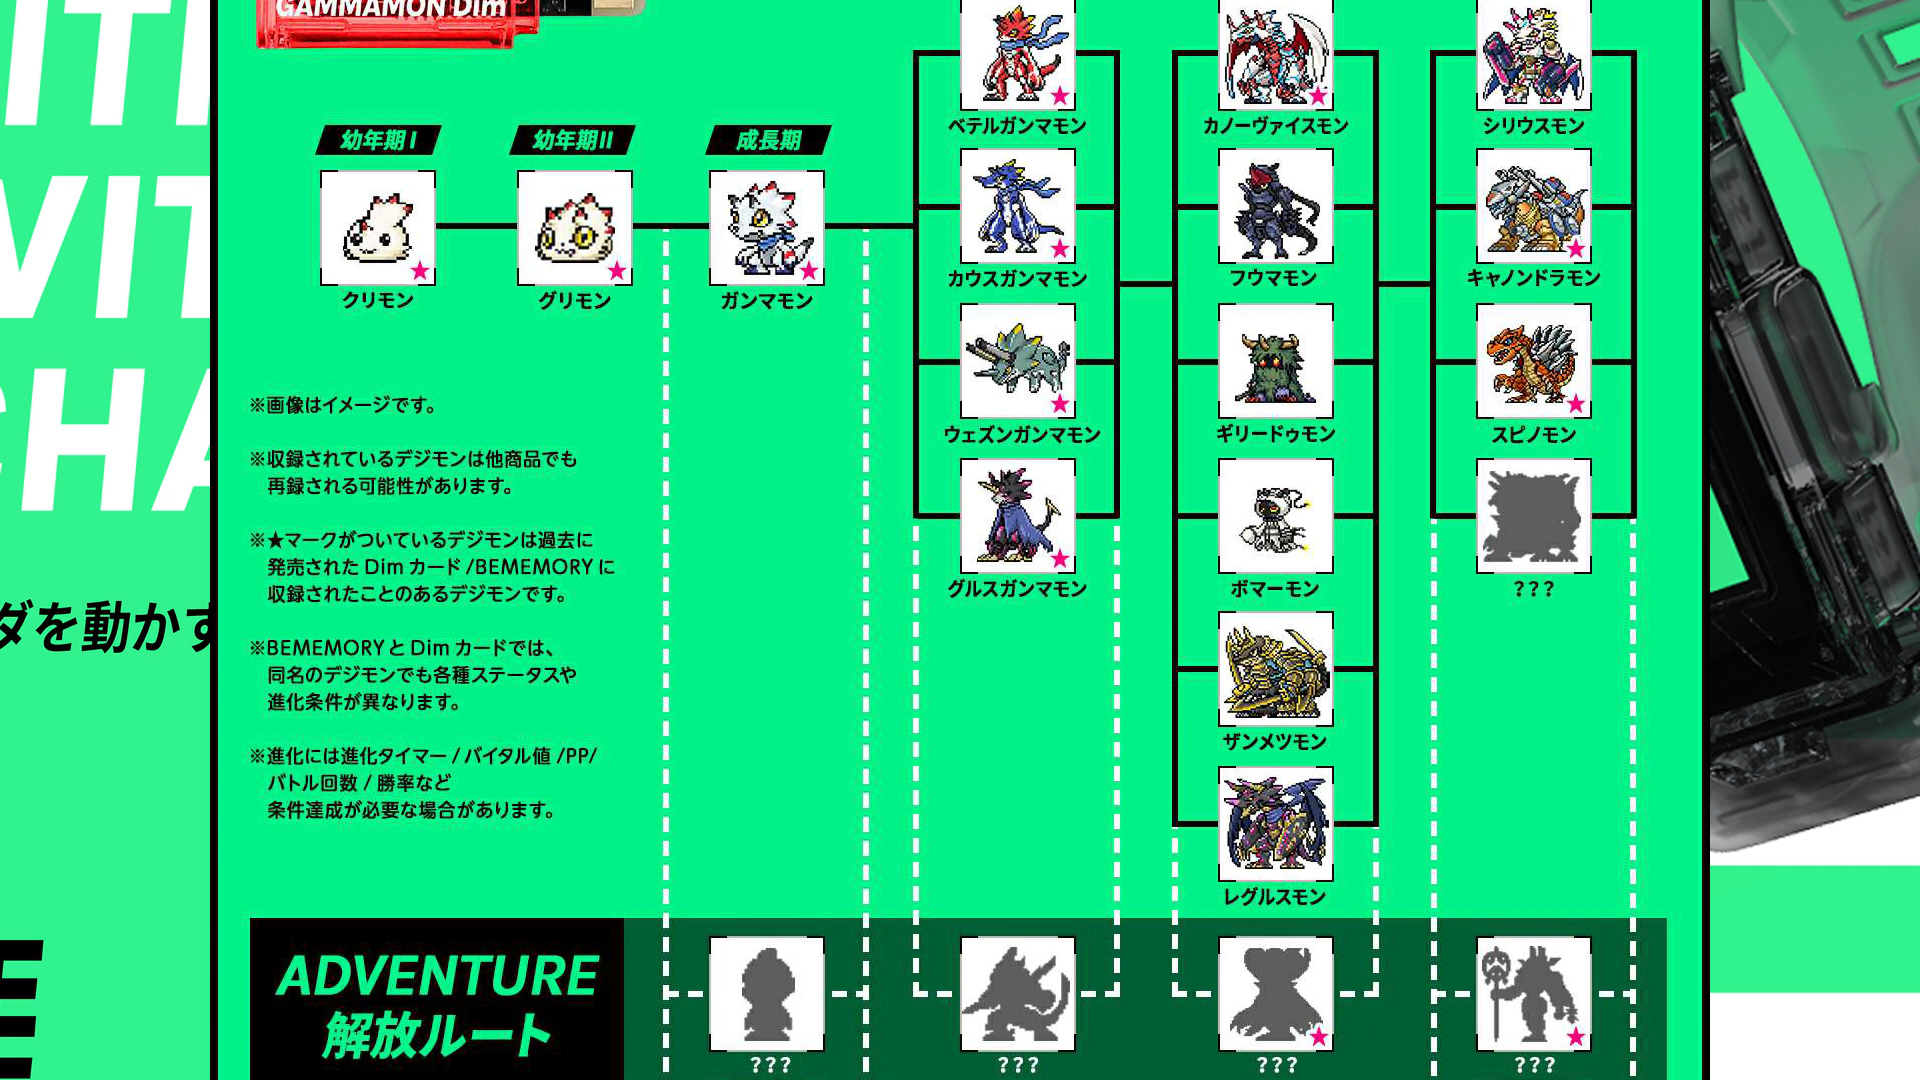 GAMMAMON Dim
幼年期Ⅰ
幼年期Ⅱ
成長期
クリモン
グリモン
ガンマモン
ベテルガンマモン
カノーヴァイスモン
シリウスモン
カウスガンマモン
フウマモン
キャノンドラモン
ウェズンガンマモン
ギリードゥモン
スピノモン
グルスガンマモン
ボマーモン
???
ザンメツモン
レグルスモン
※画像はイメージです。
※収録されているデジモンは他商品でも
再録される可能性があります。
※★マークがついているデジモンは過去に
発売された Dim カード /BEMEMORY に
収録されたことのあるデジモンです。
※BEMEMORY と Dim カードでは、
同名のデジモンでも各種ステータスや
進化条件が異なります。
※進化には進化タイマー / バイタル値 /PP/
バトル回数 / 勝率など
条件達成が必要な場合があります。
ダを動かす
ADVENTURE
解放ルート
???
???
???
???